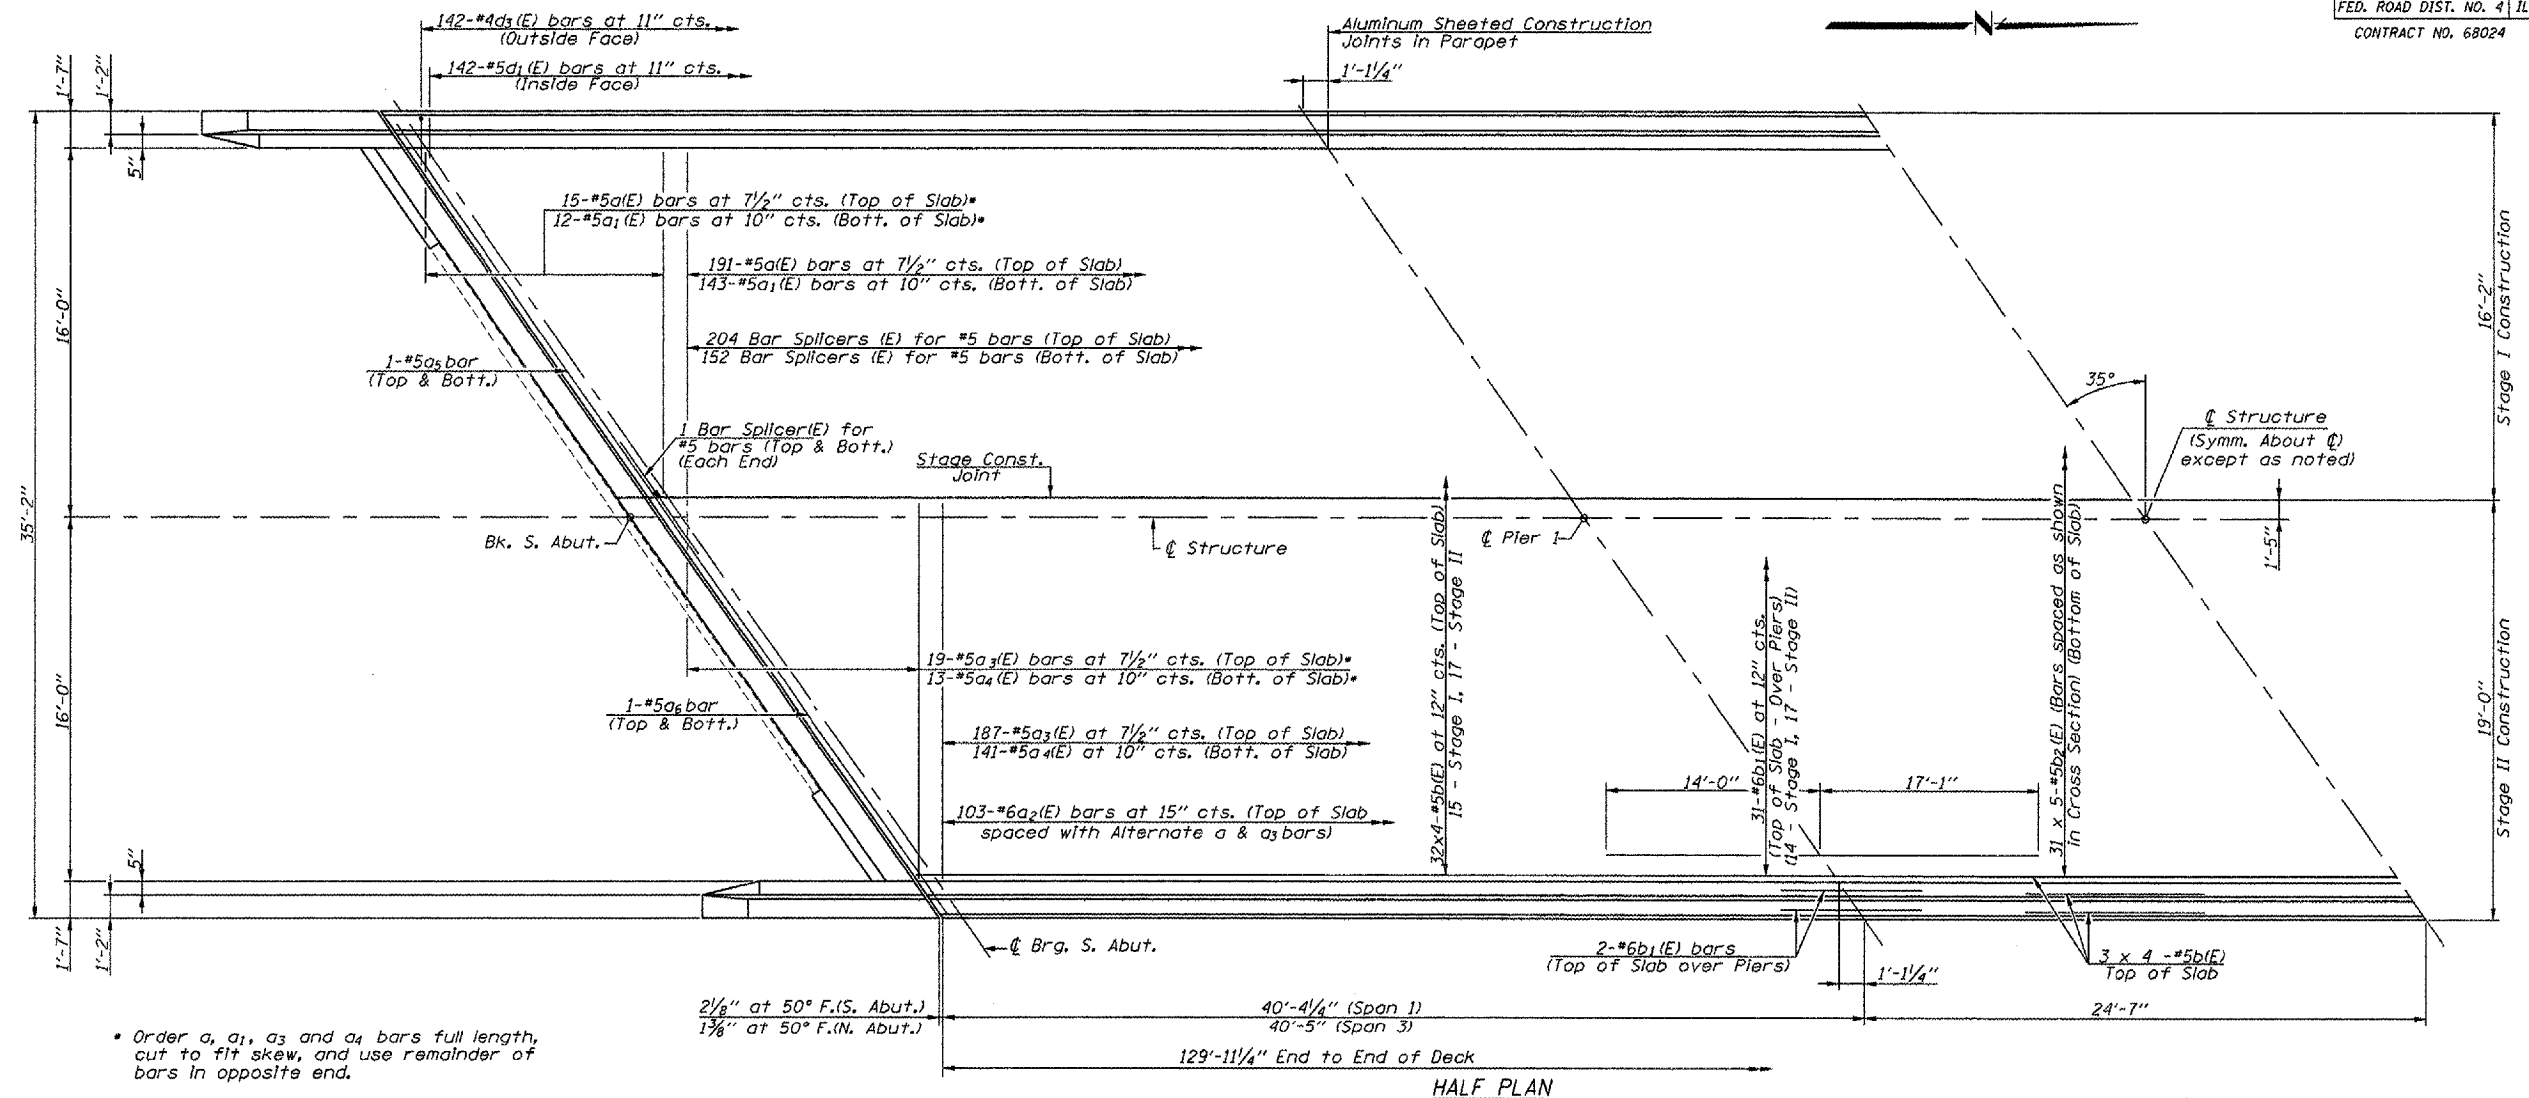 FED. ROAD DIST. NO. 4
CONTRACT NO. 68024
142-#4d3(E) bars at 11" cts.
(Outside Face)
142-#5d1(E) bars at 11" cts.
(Inside Face)
Aluminum Sheeted Construction
Joints in Parapet
1'-1¼"
N
1'-7"
1'-2"
5"
16'-0"
35'-2"
16'-0"
5"
1'-7"
1'-2"
15-#5a(E) bars at 7½" cts. (Top of Slab)*
12-#5a1(E) bars at 10" cts. (Bott. of Slab)*
191-#5a(E) bars at 7½" cts. (Top of Slab)
143-#5a1(E) bars at 10" cts. (Bott. of Slab)
204 Bar Splicers (E) for #5 bars (Top of Slab)
152 Bar Splicers (E) for #5 bars (Bott. of Slab)
1-#5a5 bar
(Top & Bott.)
1 Bar Splicer(E) for
#5 bars (Top & Bott.)
(Each End)
Stage Const.
Joint
Bk. S. Abut.
℄ Structure
℄ Pier 1
35°
℄ Structure
(Symm. About ℄)
except as noted)
16'-2"
Stage I Construction
1'-5"
19'-0"
Stage II Construction
19-#5a3(E) bars at 7½" cts. (Top of Slab)*
13-#5a4(E) bars at 10" cts. (Bott. of Slab)*
1-#5a6 bar
(Top & Bott.)
187-#5a3(E) at 7½" cts. (Top of Slab)
141-#5a4(E) at 10" cts. (Bott. of Slab)
103-#6a2(E) bars at 15" cts. (Top of Slab
spaced with Alternate a & a3 bars)
32x4-#5b(E) at 12" cts. (Top of Slab)
15 - Stage I, 17 - Stage II
31-#6b1(E) at 12" cts.
(Top of Slab - Over Piers)
(14 - Stage I, 17 - Stage II)
31 x 5-#5b2(E) (Bars spaced as shown
in Cross Section) (Bottom of Slab)
14'-0"
17'-1"
℄ Brg. S. Abut.
2-#6b1(E) bars
(Top of Slab over Piers)
1'-1¼"
3 x 4 -#5b(E)
Top of Slab
2⅛" at 50° F.(S. Abut.)
1⅜" at 50° F.(N. Abut.)
40'-4¼" (Span 1)
40'-5" (Span 3)
24'-7"
129'-11¼" End to End of Deck
HALF PLAN
* Order a, a1, a3 and a4 bars full length,
cut to fit skew, and use remainder of
bars in opposite end.